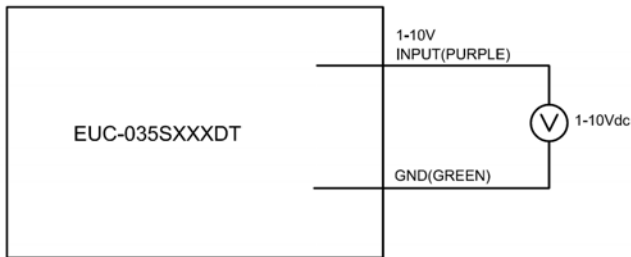 1-10V
INPUT(PURPLE)
EUC-035SXXXDT
V
1-10Vdc
GND(GREEN)